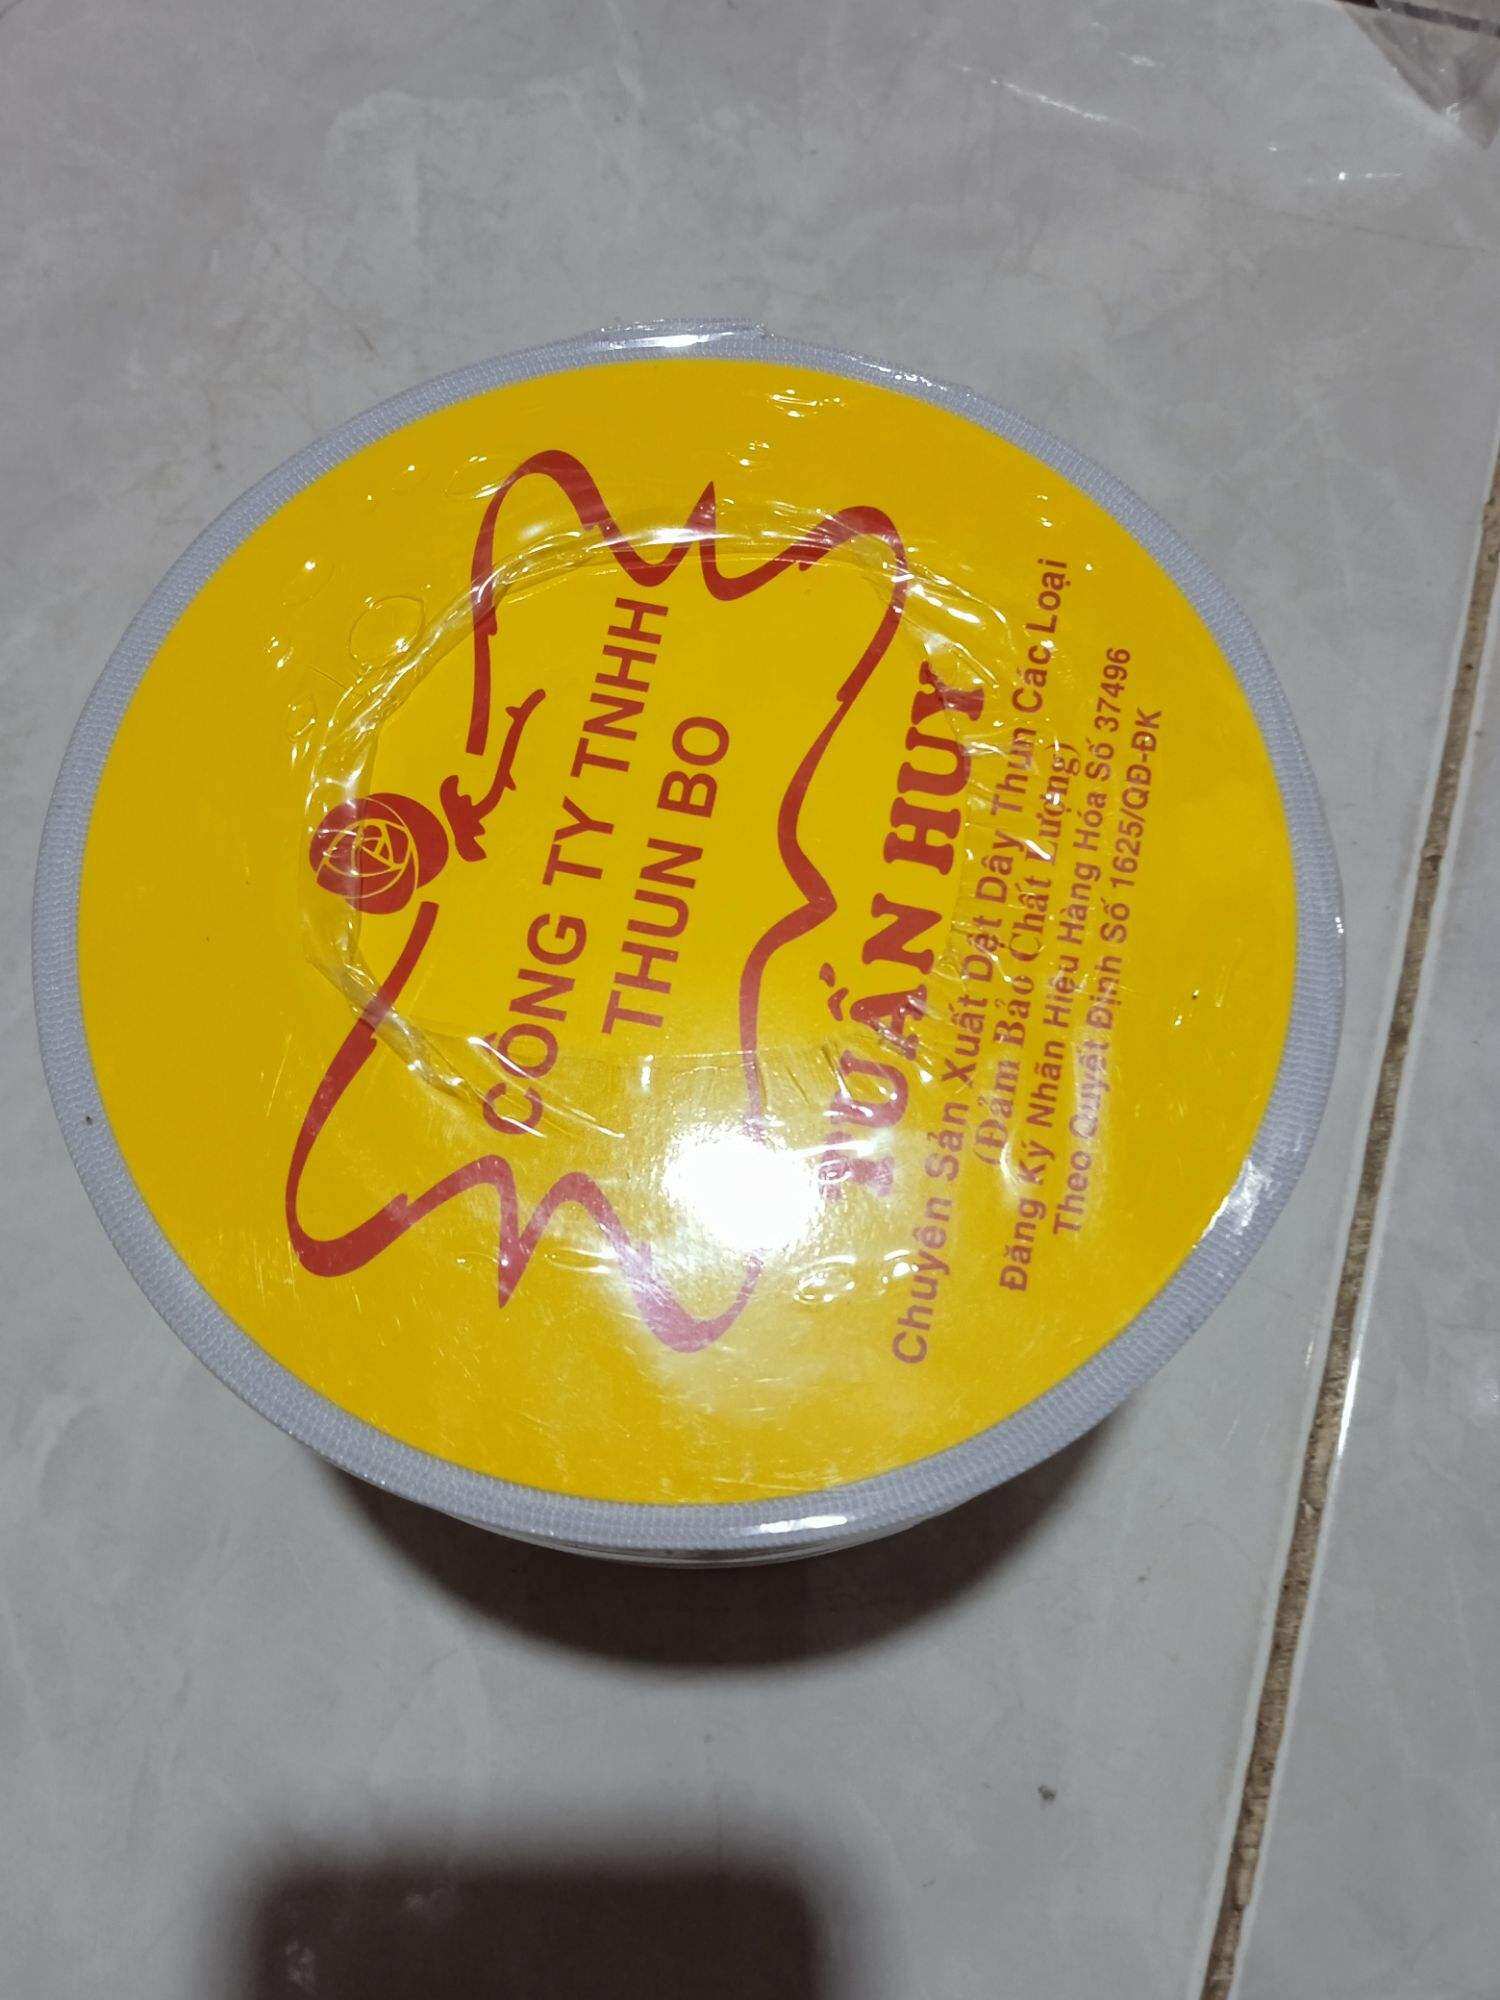 CÔNG TY TNHH
THUN BO
TUẤN HUY
Chuyên Sản Xuất Dệt Dây Thun Các Loại
(Đảm Bảo Chất Lượng)
Đăng Ký Nhãn Hiệu Hàng Hóa Số 37496
Theo Quyết Định Số 1625/QĐ-ĐK